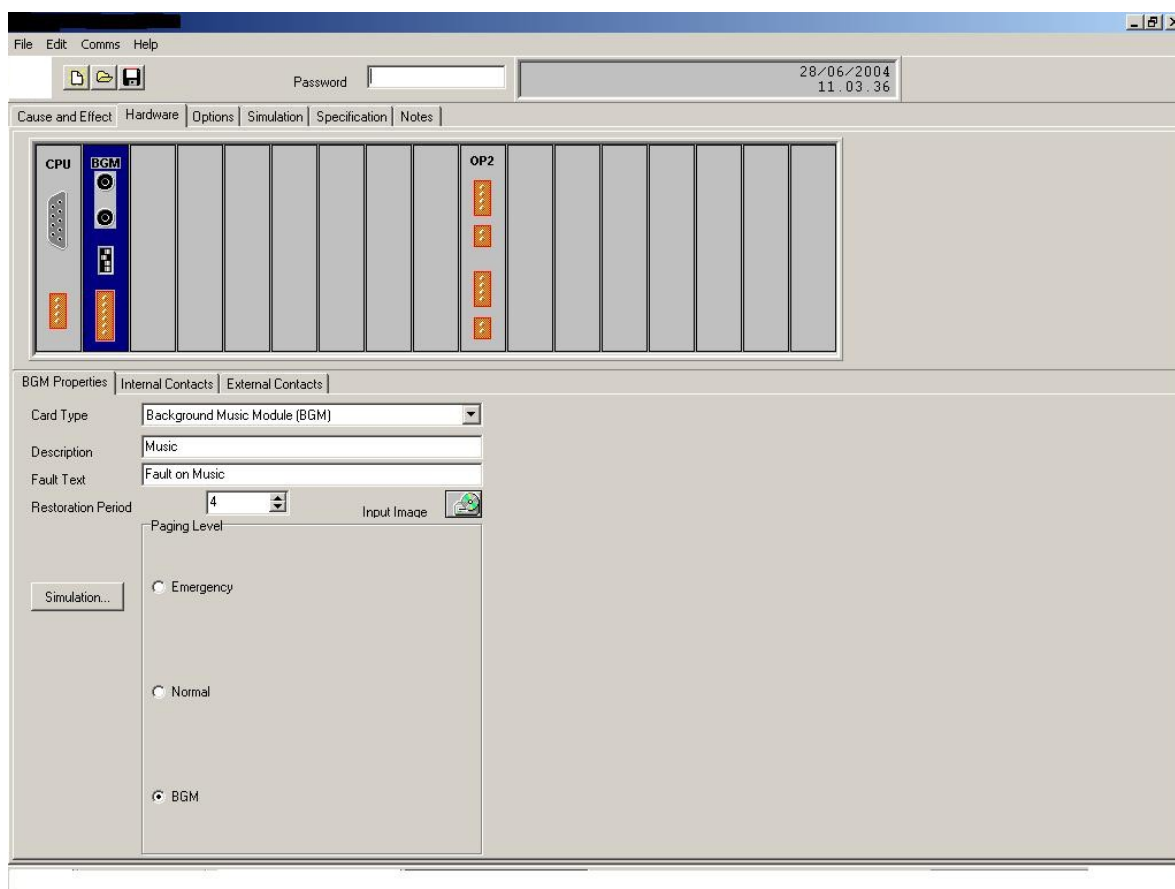 File Edit Comms Help
Password
28/06/2004
11.03.36
Cause and Effect Hardware Options Simulation Specification Notes
CPU BGM OP2
BGM Properties Internal Contacts External Contacts
Card Type Background Music Module (BGM)
Description Music
Fault Text Fault on Music
Restoration Period 4 Input Image
Paging Level
Emergency
Simulation...
Normal
BGM